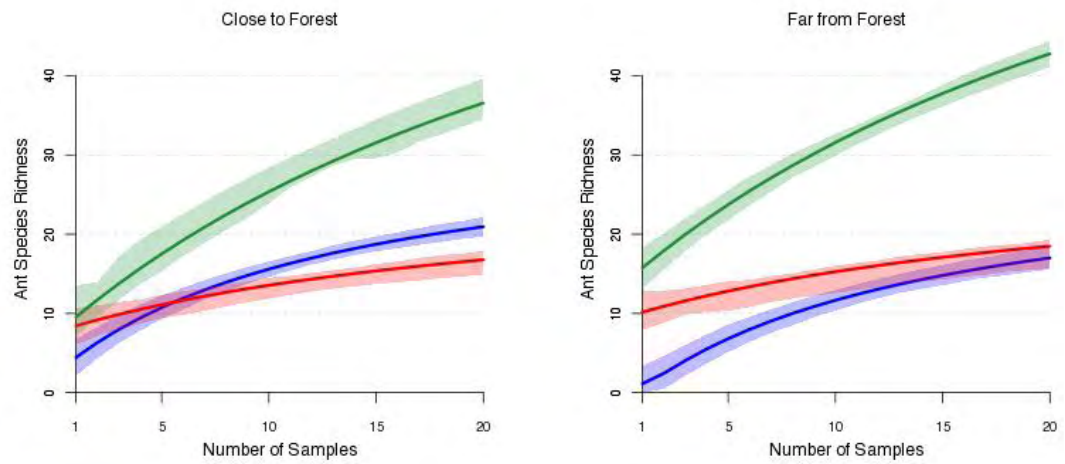 Close to Forest
Ant Species Richness
40
30
20
10
0
1 5 10 15 20
Number of Samples
Far from Forest
Ant Species Richness
40
30
20
10
0
1 5 10 15 20
Number of Samples